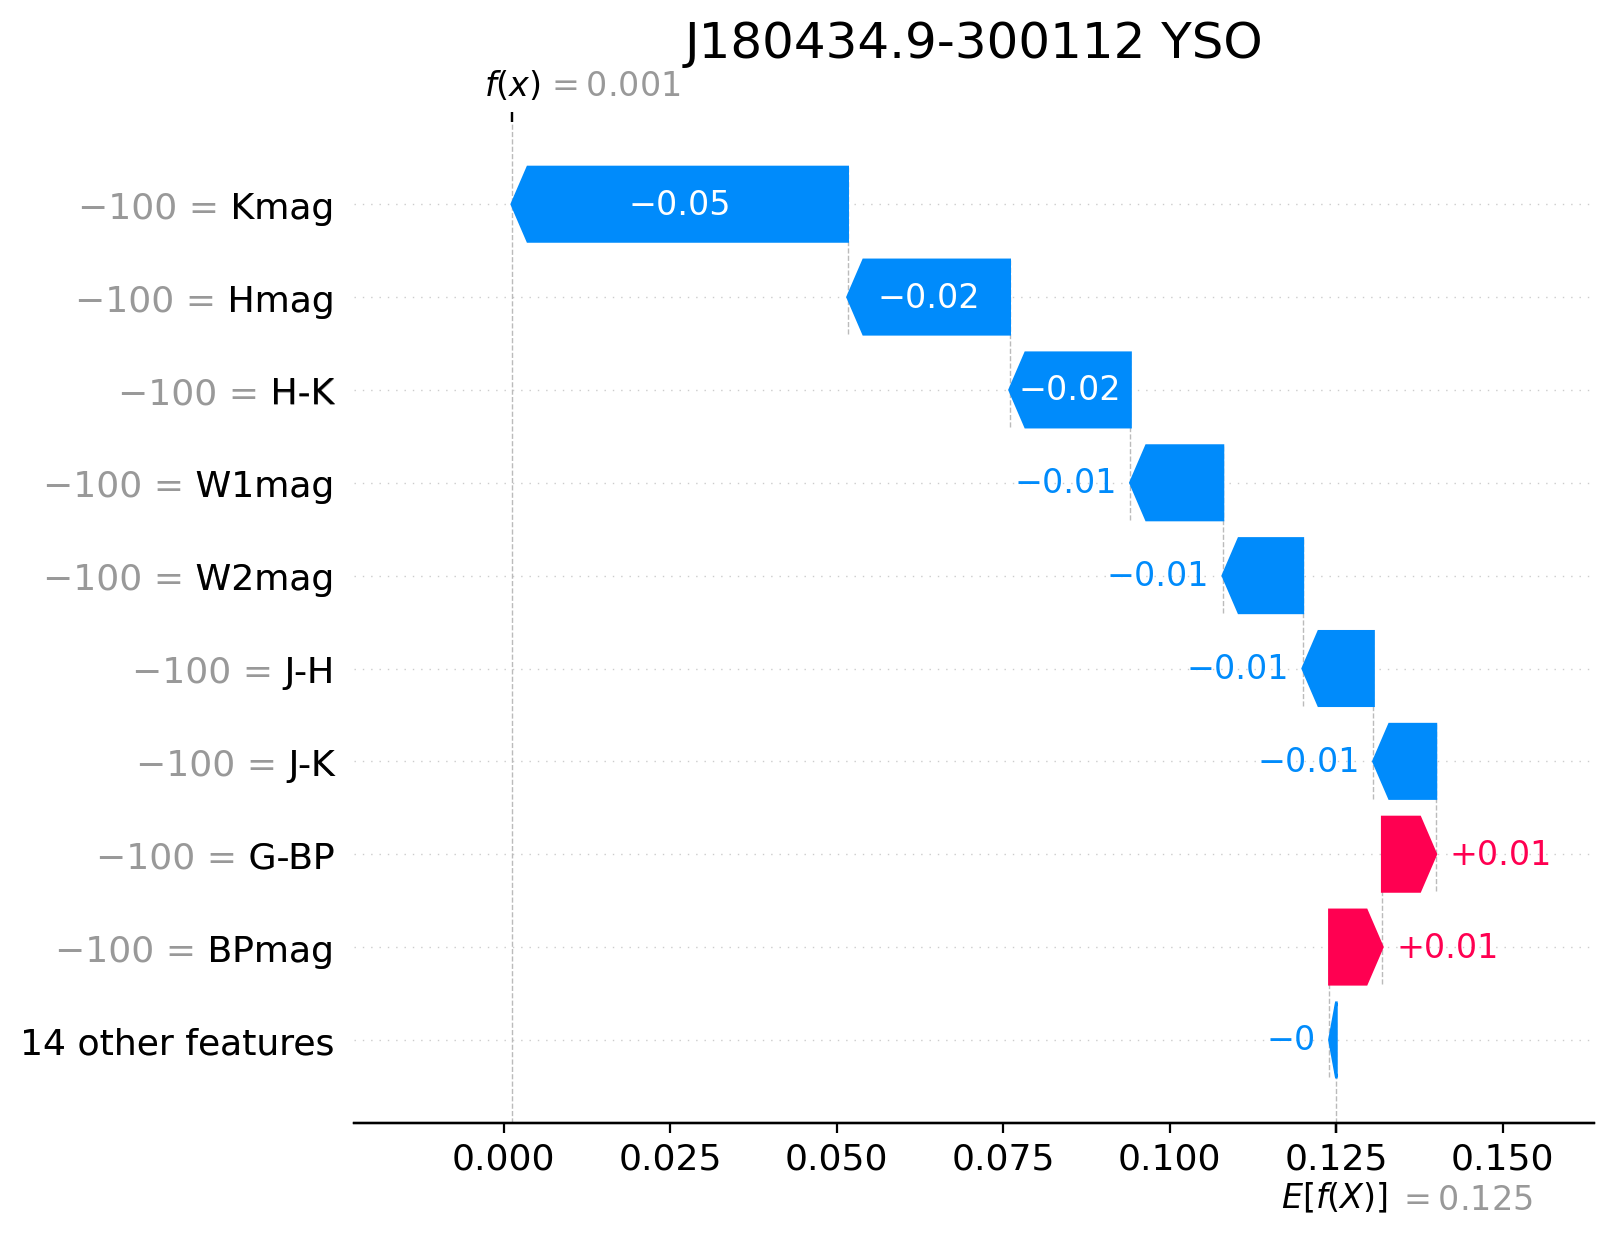 J180434.9-300112 YSO
f(x) = 0.001
−100 = Kmag
−0.05
−100 = Hmag
−0.02
−100 = H-K
−0.02
−100 = W1mag
−0.01
−100 = W2mag
−0.01
−100 = J-H
−0.01
−100 = J-K
−0.01
−100 = G-BP
+0.01
−100 = BPmag
+0.01
14 other features
−0
0.000 0.025 0.050 0.075 0.100 0.125 0.150
E[f(X)] = 0.125